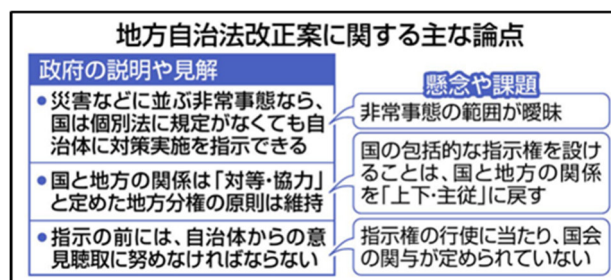 地方自治法改正案に関する主な論点
政府の説明や見解
●災害などに並ぶ非常事態なら、
国は個別法に規定がなくても自
治体に対策実施を指示できる
●国と地方の関係は「対等・協力」
と定めた地方分権の原則は維持
●指示の前には、自治体からの意
見聴取に努めなければならない
懸念や課題
非常事態の範囲が曖昧
国の包括的な指示権を設け
ることは、国と地方の関係
を「上下・主従」に戻す
指示権の行使に当たり、国会
の関与が定められていない